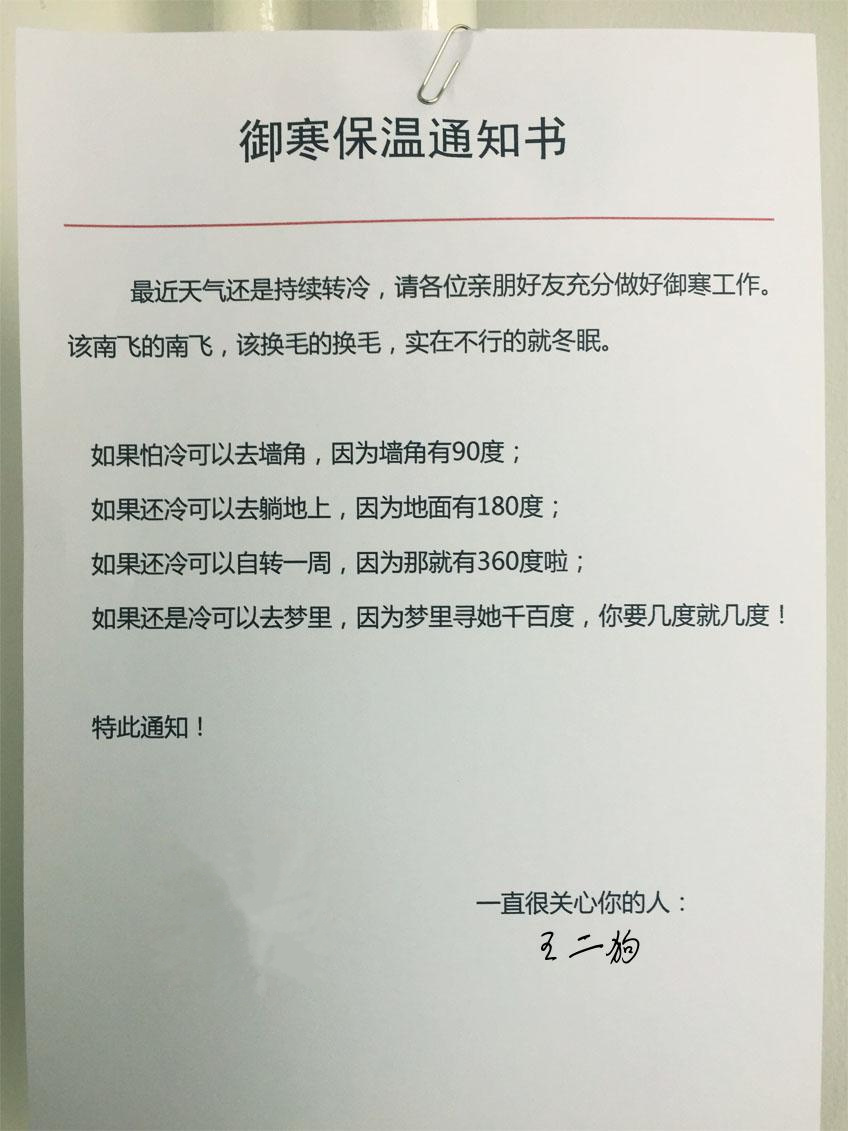 御寒保温通知书
最近天气还是持续转冷，请各位亲朋好友充分做好御寒工作。
该南飞的南飞，该换毛的换毛，实在不行的就冬眠。
如果怕冷可以去墙角，因为墙角有90度；
如果还冷可以去躺地上，因为地面有180度；
如果还冷可以自转一周，因为那就有360度啦；
如果还是冷可以去梦里，因为梦里寻她千百度，你要几度就几度！
特此通知！
一直很关心你的人：
王二狗